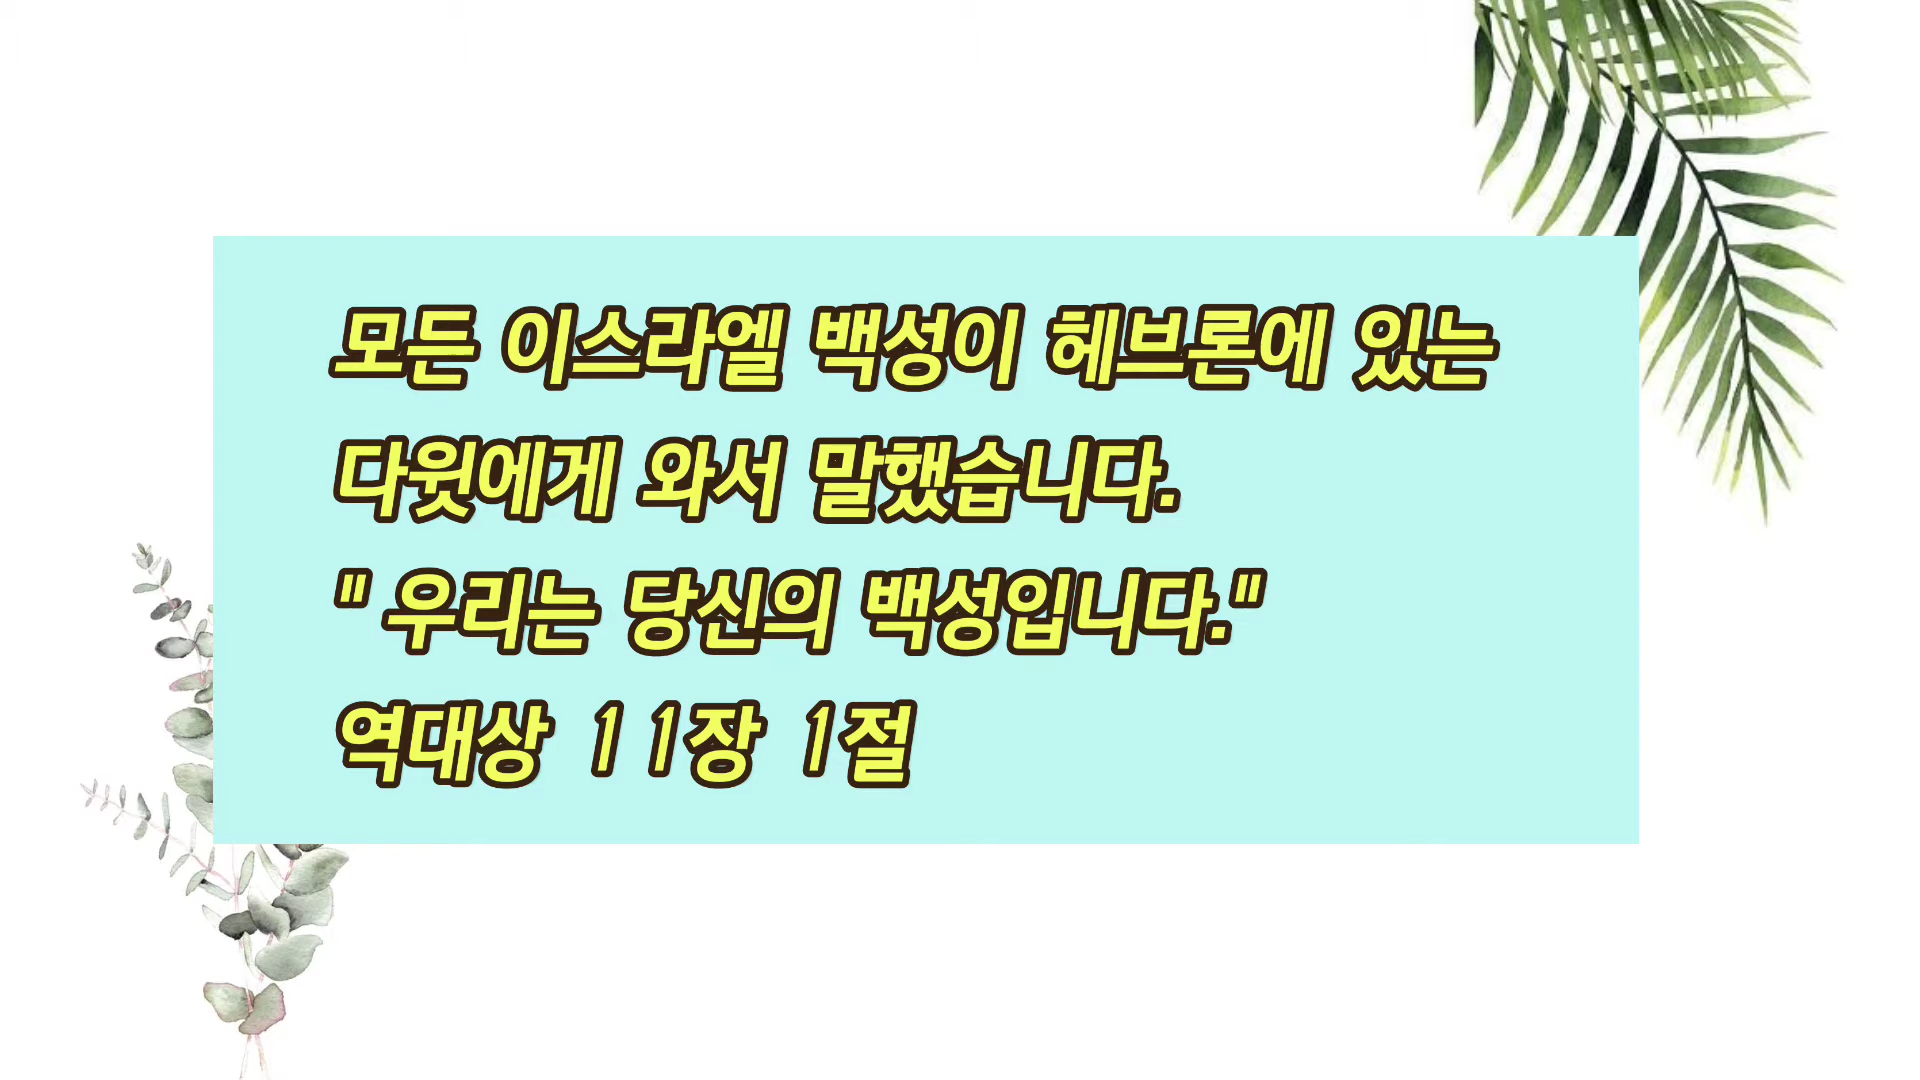 모든 이스라엘 백성이 헤브론에 있는
다윗에게 와서 말했습니다.
" 우리는 당신의 백성입니다."
역대상 11장 1절